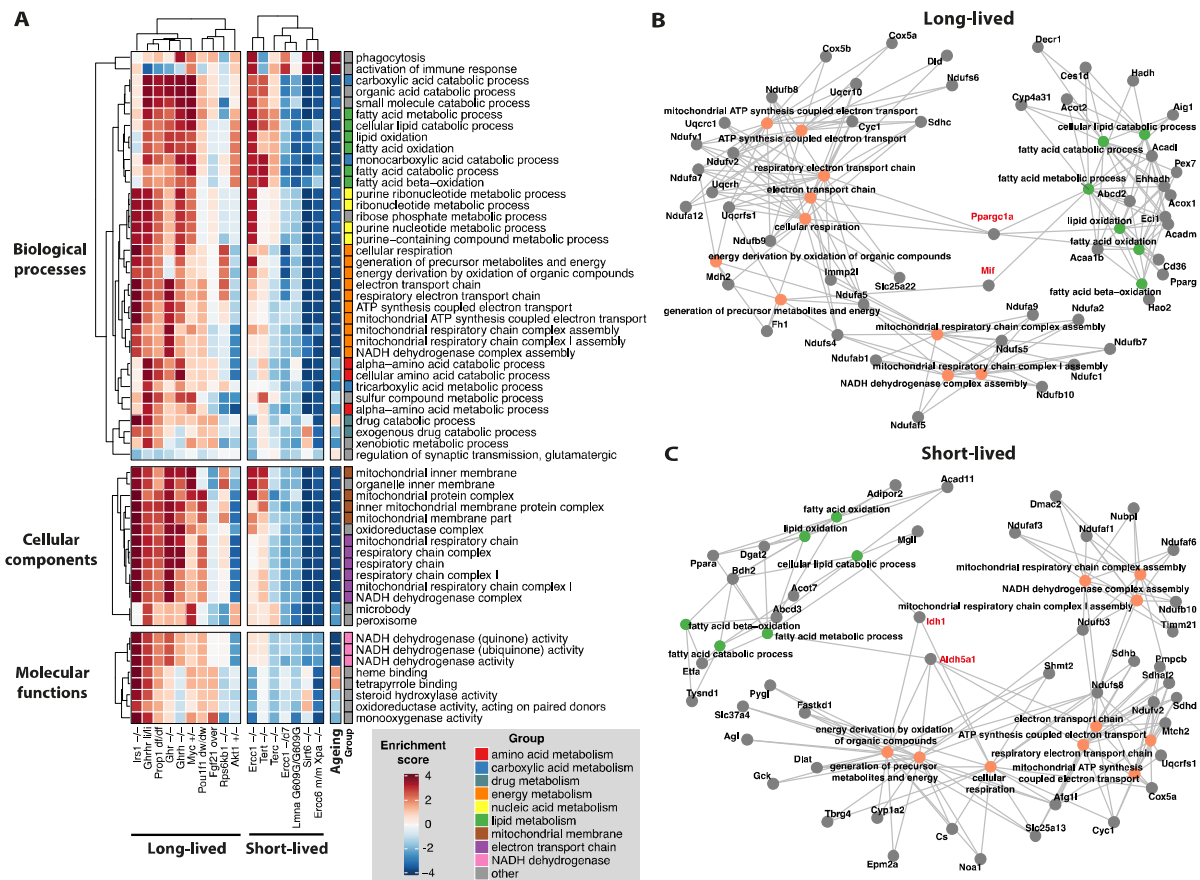 A
Biological
processes
phagocytosis
activation of immune response
carboxylic acid catabolic process
organic acid catabolic process
small molecule catabolic process
fatty acid metabolic process
cellular lipid catabolic process
lipid oxidation
fatty acid oxidation
monocarboxylic acid catabolic process
fatty acid catabolic process
fatty acid beta−oxidation
purine ribonucleotide metabolic process
ribonucleotide metabolic process
ribose phosphate metabolic process
purine nucleotide metabolic process
purine−containing compound metabolic process
cellular respiration
generation of precursor metabolites and energy
energy derivation by oxidation of organic compounds
electron transport chain
respiratory electron transport chain
ATP synthesis coupled electron transport
mitochondrial ATP synthesis coupled electron transport
mitochondrial respiratory chain complex assembly
mitochondrial respiratory chain complex I assembly
NADH dehydrogenase complex assembly
alpha−amino acid catabolic process
cellular amino acid catabolic process
tricarboxylic acid metabolic process
sulfur compound metabolic process
alpha−amino acid metabolic process
drug catabolic process
exogenous drug catabolic process
xenobiotic metabolic process
regulation of synaptic transmission, glutamatergic
Cellular
components
mitochondrial inner membrane
organelle inner membrane
mitochondrial protein complex
inner mitochondrial membrane protein complex
mitochondrial membrane part
oxidoreductase complex
mitochondrial respiratory chain
respiratory chain complex
respiratory chain
respiratory chain complex I
mitochondrial respiratory chain complex I
NADH dehydrogenase complex
microbody
peroxisome
Molecular
functions
NADH dehydrogenase (quinone) activity
NADH dehydrogenase (ubiquinone) activity
NADH dehydrogenase activity
heme binding
tetrapyrrole binding
steroid hydroxylase activity
oxidoreductase activity, acting on paired donors
monooxygenase activity
Irs1 −/−
Ghrhr li/li
Prop1 df/df
Ghr −/−
Ghrh −/−
Myc +/−
Pou1f1 dw/dw
Fgf21 over
Rps6kb1 −/−
Akt1 +/−
Ercc1 −/−
Tert −/−
Terc −/−
Ercc1 −/d7
Lmna G609G/G609G
Sirt6 −/−
Ercc6 m/m Xpa −/−
Ageing
Group
Long-lived
Short-lived
Enrichment
score
4
2
0
−2
−4
Group
amino acid metabolism
carboxylic acid metabolism
drug metabolism
energy metabolism
nucleic acid metabolism
lipid metabolism
mitochondrial membrane
electron transport chain
NADH dehydrogenase
other
B
Long-lived
Cox5b
Cox5a
Dld
Ndufs6
Ndufb8
Uqcr10
mitochondrial ATP synthesis coupled electron transport
Uqcrc1
Cyc1
Sdhc
ATP synthesis coupled electron transport
Ndufv1
Ndufv2
respiratory electron transport chain
Ndufa7
Uqcrh
electron transport chain
Ndufa12
Uqcrfs1
cellular respiration
Ndufb9
energy derivation by oxidation of organic compounds
Mdh2
Immp2l
Slc25a22
Ndufa5
generation of precursor metabolites and energy
Fh1
Ndufs4
Decr1
Ces1d
Hadh
Cyp4a31
Acot2
Aig1
cellular lipid catabolic process
Acadl
fatty acid catabolic process
Pex7
fatty acid metabolic process
Ehhadh
Abcd2
Acox1
Ppargc1a
lipid oxidation
Eci1
Acadm
fatty acid oxidation
Acaa1b
Mif
Cd36
Pparg
fatty acid beta−oxidation
Hao2
Ndufa9
Ndufa2
mitochondrial respiratory chain complex assembly
Ndufb7
Ndufs5
Ndufab1
mitochondrial respiratory chain complex I assembly
NADH dehydrogenase complex assembly
Ndufc1
Ndufb10
Ndufaf5
C
Short-lived
Acad11
Adipor2
fatty acid oxidation
lipid oxidation
Mgll
Dgat2
Ppara
cellular lipid catabolic process
Bdh2
Acot7
Abcd3
fatty acid beta−oxidation
fatty acid metabolic process
fatty acid catabolic process
Etfa
Tysnd1
Dmac2
Nubpl
Ndufaf3
Ndufaf1
Ndufaf6
mitochondrial respiratory chain complex assembly
NADH dehydrogenase complex assembly
mitochondrial respiratory chain complex I assembly
Ndufb10
Timm21
Idh1
Ndufb3
Aldh5a1
Sdhb
Shmt2
Pmpcb
Sdhaf2
Ndufs8
Pygl
Fastkd1
Ndufv2
Sdhd
Slc37a4
electron transport chain
energy derivation by oxidation
of organic compounds
ATP synthesis coupled electron transport
Mtch2
Agl
respiratory electron transport chain
Uqcrfs1
Dlat
generation of precursor
metabolites and energy
mitochondrial ATP synthesis
coupled electron transport
cellular
respiration
Gck
Cox5a
Afg1l
Tbrg4
Cyp1a2
Cs
Slc25a13
Cyc1
Epm2a
Noa1